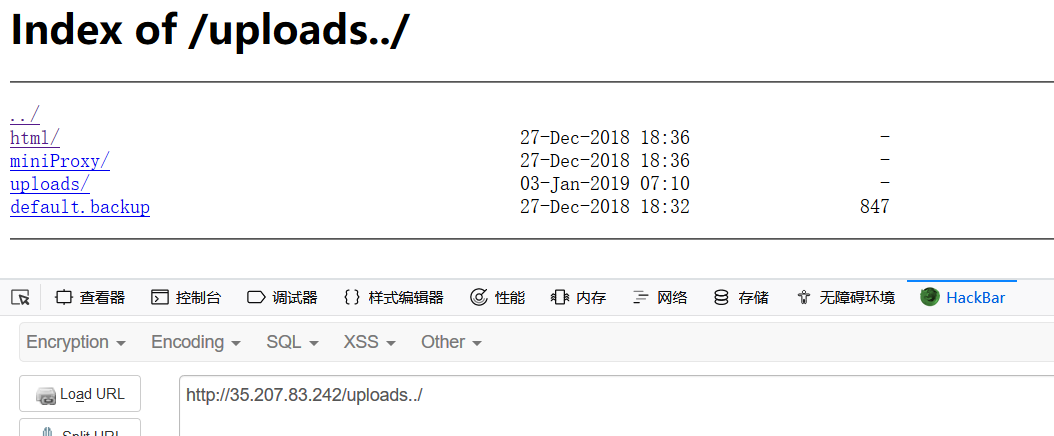 Index of /uploads../
../
html/ 27-Dec-2018 18:36 -
miniProxy/ 27-Dec-2018 18:36 -
uploads/ 03-Jan-2019 07:10 -
default.backup 27-Dec-2018 18:32 847
查看器 控制台 调试器 {} 样式编辑器 性能 内存 网络 存储 无障碍环境 HackBar
Encryption Encoding SQL XSS Other
Load URL http://35.207.83.242/uploads../
Split URL